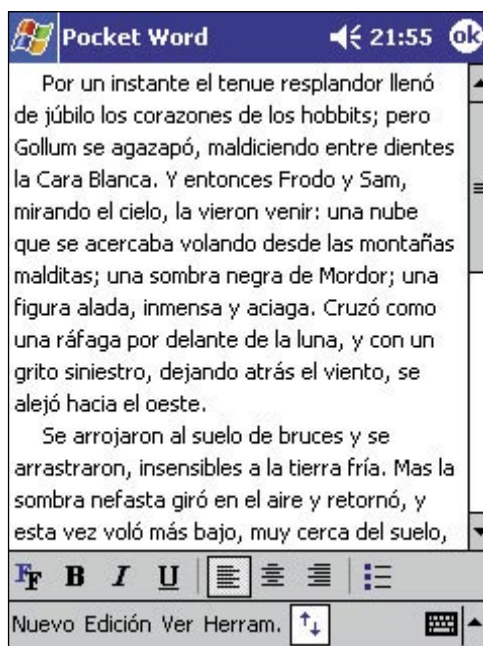 Pocket Word 21:55 ok
Por un instante el tenue resplandor llenó
de júbilo los corazones de los hobbits; pero
Gollum se agazapó, maldiciendo entre dientes
la Cara Blanca. Y entonces Frodo y Sam,
mirando el cielo, la vieron venir: una nube
que se acercaba volando desde las montañas
malditas; una sombra negra de Mordor; una
figura alada, inmensa y aciaga. Cruzó como
una ráfaga por delante de la luna, y con un
grito siniestro, dejando atrás el viento, se
alejó hacia el oeste.
Se arrojaron al suelo de bruces y se
arrastraron, insensibles a la tierra fría. Mas la
sombra nefasta giró en el aire y retornó, y
esta vez voló más bajo, muy cerca del suelo,
FF B I U
Nuevo Edición Ver Herram.